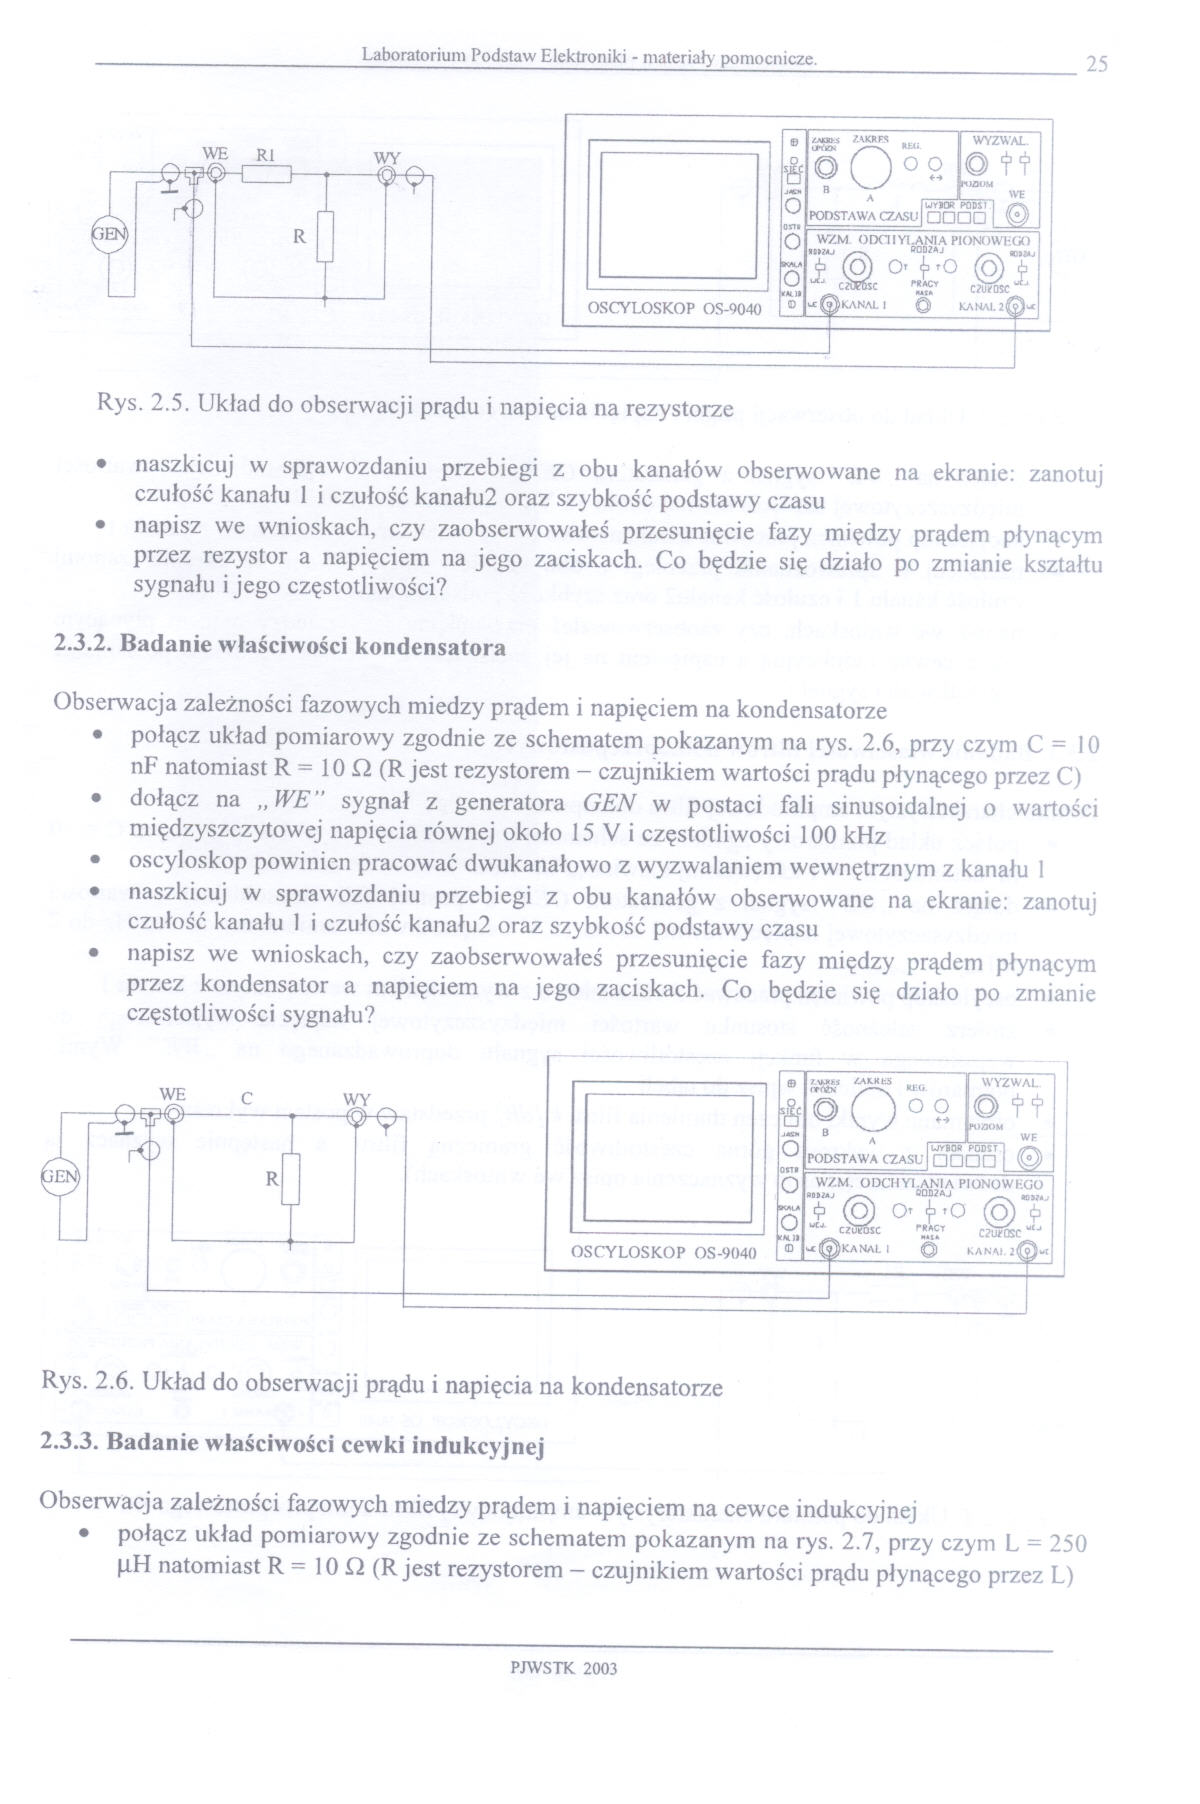 Laboratorium Podstaw Elektroniki - materiały pomocnicze.
25
WE R1 WY
GEN
R
OSCYLOSKOP OS-9040
SIEĆ
JASN
OSTR
SKALA
KALIB
ZAKRES OPÓŹN
ZAKRES
REG.
B
A
PODSTAWA CZASU
WYBÓR PODST.
WYZWAL.
POZIOM
WE
WZM. ODCHYLANIA PIONOWEGO
RODZAJ RODZAJ RODZAJ
WEJ. CZUŁOŚC PRACY CZUŁOŚC WEJ
MASA
WE KANAL 1 KANAL 2 WE
Rys. 2.5. Układ do obserwacji prądu i napięcia na rezystorze
• naszkicuj w sprawozdaniu przebiegi z obu kanałów obserwowane na ekranie: zanotuj
czułość kanału 1 i czułość kanału2 oraz szybkość podstawy czasu
• napisz we wnioskach, czy zaobserwowałeś przesunięcie fazy między prądem płynącym
przez rezystor a napięciem na jego zaciskach. Co będzie się działo po zmianie kształtu
sygnału i jego częstotliwości?
2.3.2. Badanie właściwości kondensatora
Obserwacja zależności fazowych miedzy prądem i napięciem na kondensatorze
• połącz układ pomiarowy zgodnie ze schematem pokazanym na rys. 2.6, przy czym C = 10
nF natomiast R = 10 Ω (R jest rezystorem – czujnikiem wartości prądu płynącego przez C)
• dołącz na „WE" sygnał z generatora GEN w postaci fali sinusoidalnej o wartości
międzyszczytowej napięcia równej około 15 V i częstotliwości 100 kHz
• oscyloskop powinien pracować dwukanałowo z wyzwalaniem wewnętrznym z kanału 1
• naszkicuj w sprawozdaniu przebiegi z obu kanałów obserwowane na ekranie: zanotuj
czułość kanału 1 i czułość kanału2 oraz szybkość podstawy czasu
• napisz we wnioskach, czy zaobserwowałeś przesunięcie fazy między prądem płynącym
przez kondensator a napięciem na jego zaciskach. Co będzie się działo po zmianie
częstotliwości sygnału?
WE C WY
GEN
R
OSCYLOSKOP OS-9040
SIEĆ
JASN
OSTR
SKALA
KALIB
ZAKRES OPÓŹN
ZAKRES
REG.
B
A
PODSTAWA CZASU
WYBÓR PODST.
WYZWAL.
POZIOM
WE
WZM. ODCHYLANIA PIONOWEGO
RODZAJ RODZAJ RODZAJ
WEJ. CZUŁOŚC PRACY CZUŁOŚC WEJ
MASA
WE KANAL 1 KANAL 2 WE
Rys. 2.6. Układ do obserwacji prądu i napięcia na kondensatorze
2.3.3. Badanie właściwości cewki indukcyjnej
Obserwacja zależności fazowych miedzy prądem i napięciem na cewce indukcyjnej
• połącz układ pomiarowy zgodnie ze schematem pokazanym na rys. 2.7, przy czym L = 250
µH natomiast R = 10 Ω (R jest rezystorem – czujnikiem wartości prądu płynącego przez L)
PJWSTK 2003